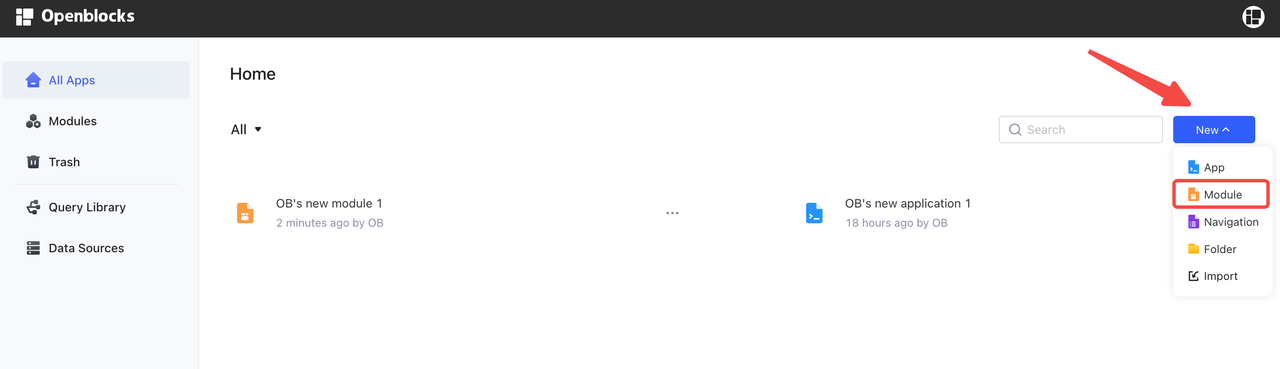 Openblocks
All Apps
Modules
Trash
Query Library
Data Sources
Home
All
Search
New
App
Module
Navigation
Folder
Import
OB's new module 1
2 minutes ago by OB
OB's new application 1
18 hours ago by OB